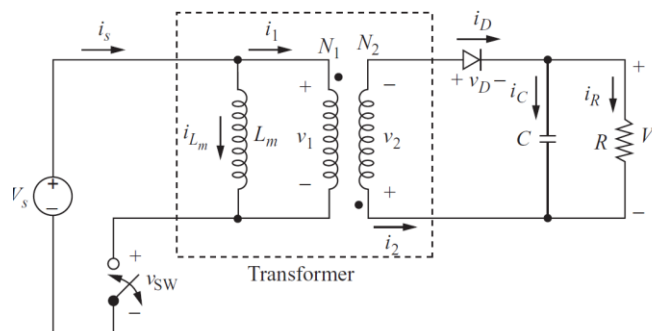 i_s
i_1
N_1 N_2
i_D
+ v_D −
i_C
i_R
+
+
−
i_{L_m}
L_m
v_1
v_2
C
R
V
−
+
−
V_s
+
−
i_2
+
v_SW
−
Transformer